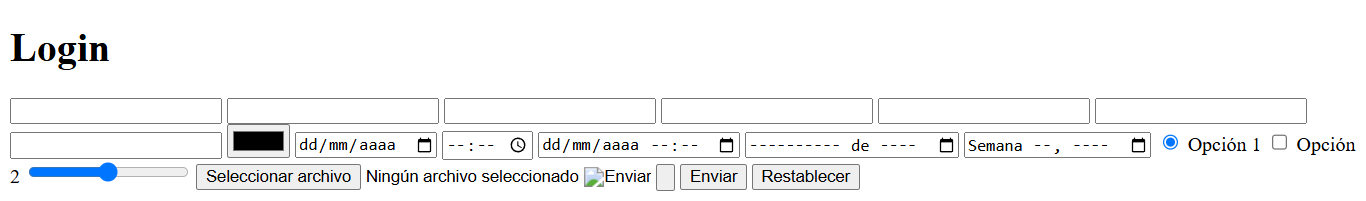 Login
dd/mm/aaaa --:-- dd/mm/aaaa --:-- ---------- de ---- Semana --, ---- Opción 1 Opción
2 Seleccionar archivo Ningún archivo seleccionado Enviar Enviar Restablecer